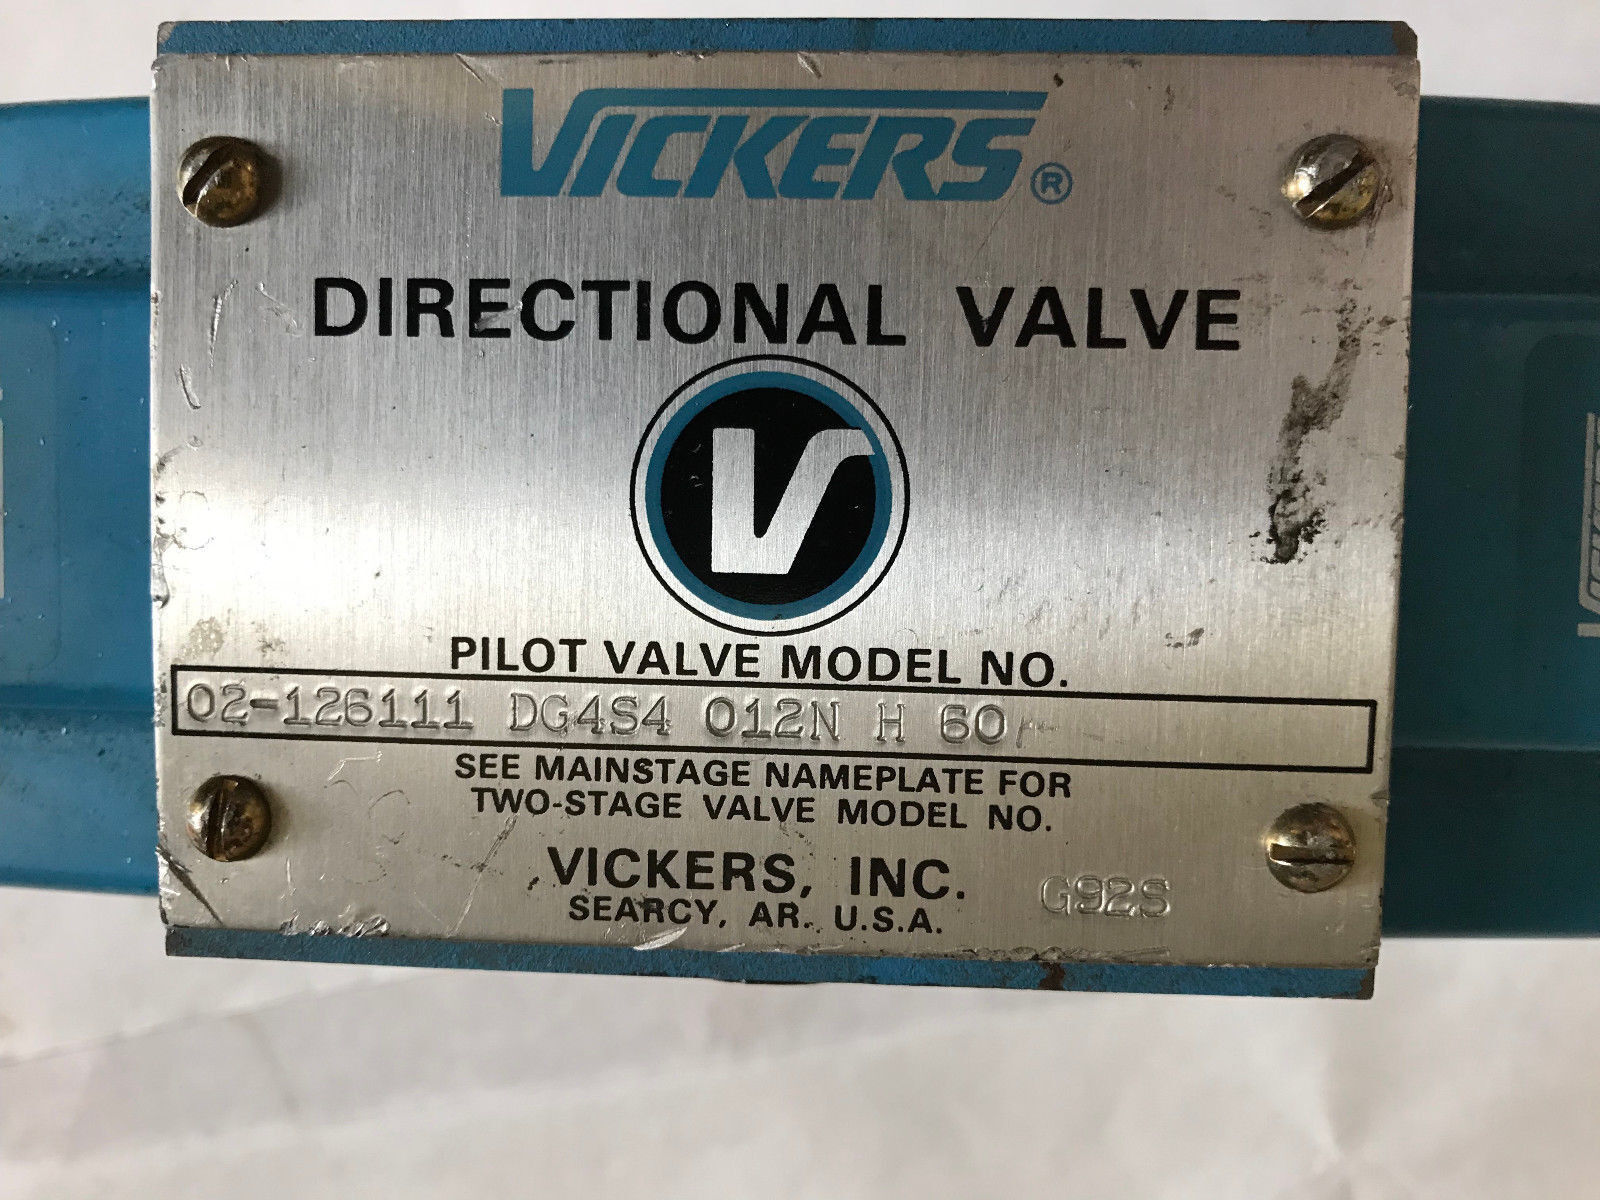 VICKERS®
DIRECTIONAL VALVE
V
PILOT VALVE MODEL NO.
02-126111 DG4S4 012N H 60
SEE MAINSTAGE NAMEPLATE FOR
TWO-STAGE VALVE MODEL NO.
VICKERS, INC.
SEARCY, AR. U.S.A.
G92S